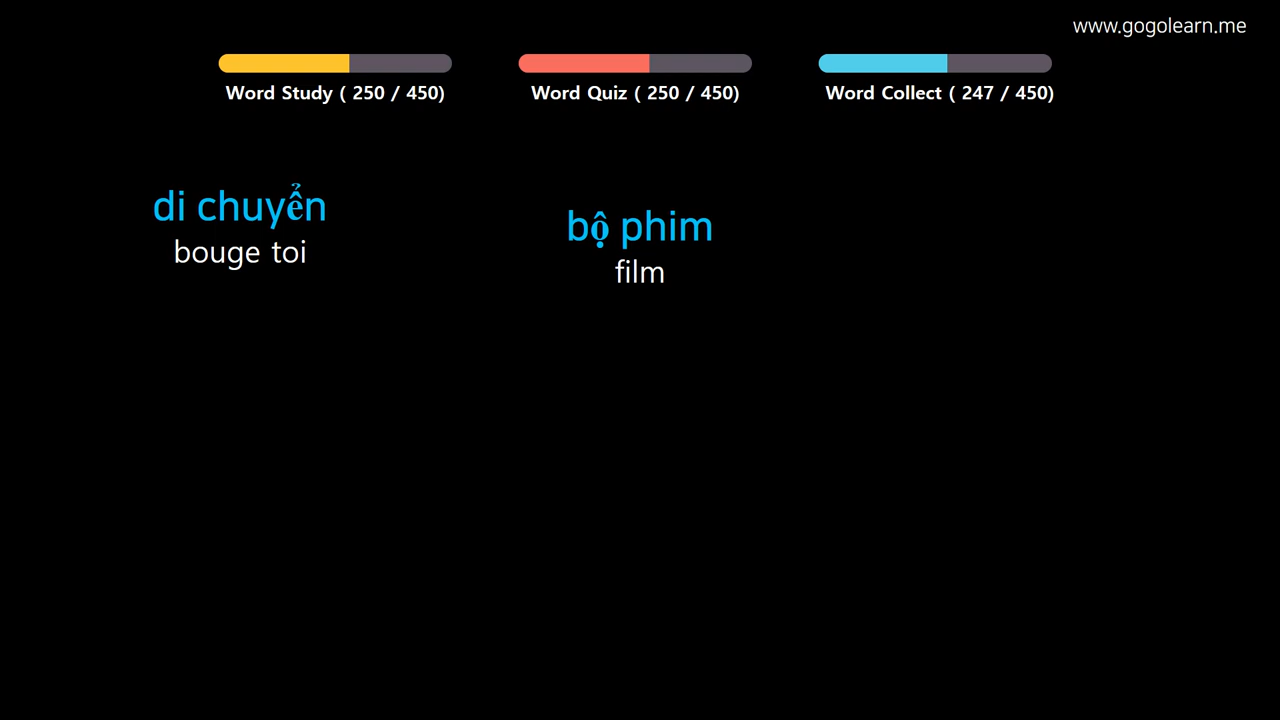 www.gogolearn.me
Word Study ( 250 / 450)
Word Quiz ( 250 / 450)
Word Collect ( 247 / 450)
di chuyển
bouge toi
bộ phim
film